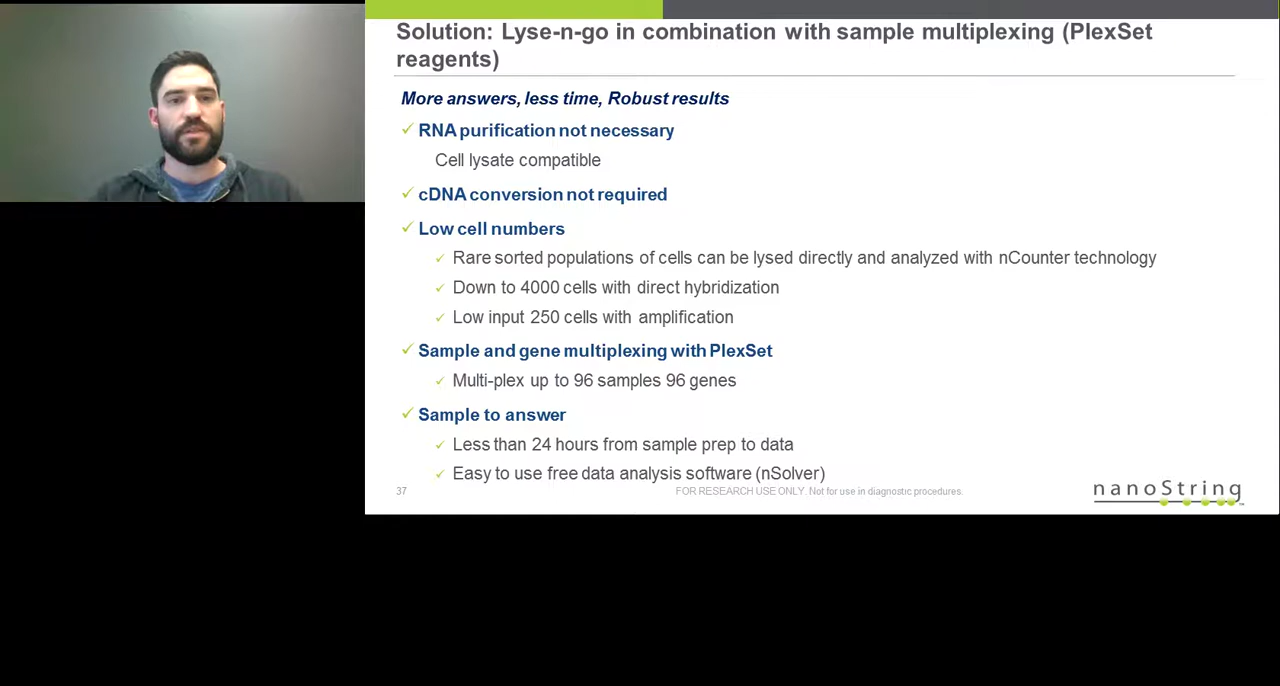 Solution: Lyse-n-go in combination with sample multiplexing (PlexSet
reagents)
More answers, less time, Robust results
RNA purification not necessary
Cell lysate compatible
cDNA conversion not required
Low cell numbers
Rare sorted populations of cells can be lysed directly and analyzed with nCounter technology
Down to 4000 cells with direct hybridization
Low input 250 cells with amplification
Sample and gene multiplexing with PlexSet
Multi-plex up to 96 samples 96 genes
Sample to answer
Less than 24 hours from sample prep to data
Easy to use free data analysis software (nSolver)
37
FOR RESEARCH USE ONLY. Not for use in diagnostic procedures.
nanoString